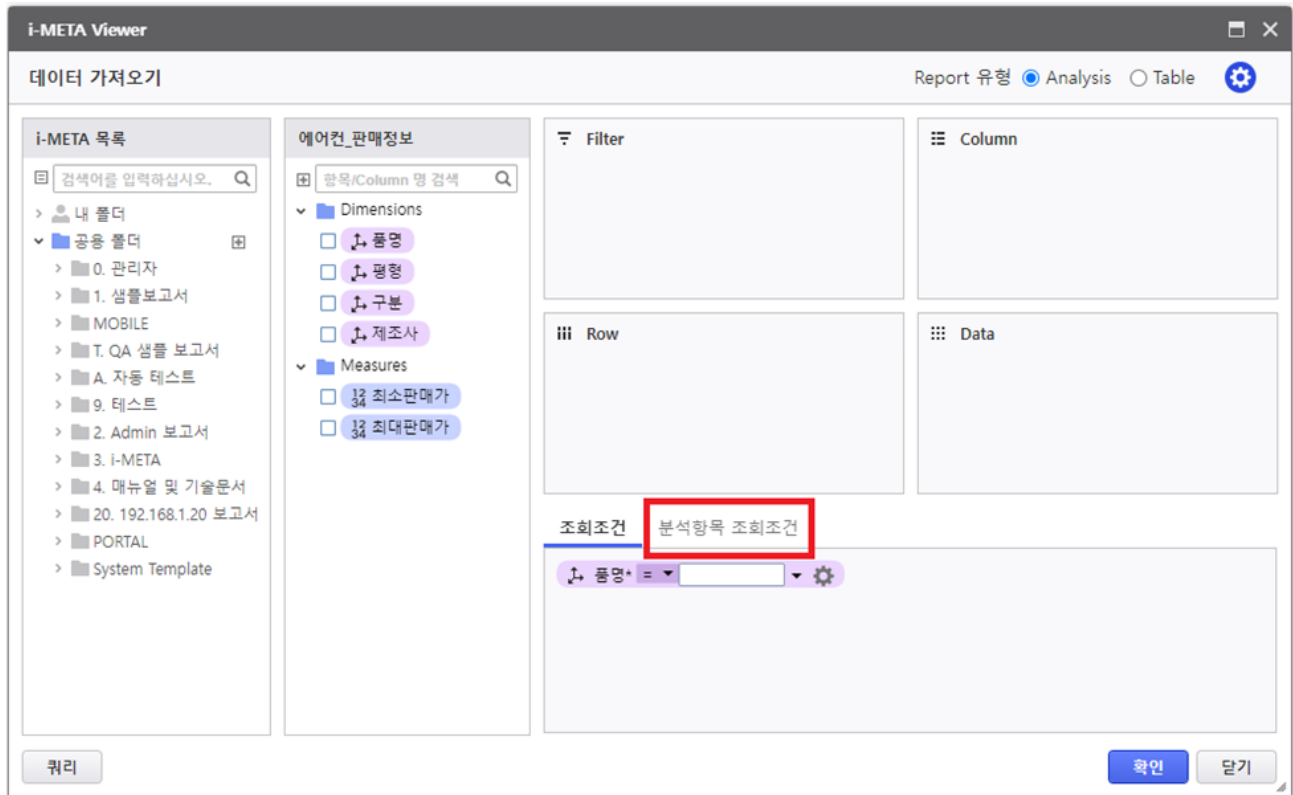 i-META Viewer
데이터 가져오기
Report 유형 Analysis Table
i-META 목록
검색어를 입력하십시오.
내 폴더
공용 폴더
0. 관리자
1. 샘플보고서
MOBILE
T. QA 샘플 보고서
A. 자동 테스트
9. 테스트
2. Admin 보고서
3. i-META
4. 매뉴얼 및 기술문서
20. 192.168.1.20 보고서
PORTAL
System Template
에어컨_판매정보
항목/Column 명 검색
Dimensions
품명
평형
구분
제조사
Measures
1234 최소판매가
1234 최대판매가
Filter
Column
Row
Data
조회조건 분석항목 조회조건
품명* =
쿼리
확인 닫기